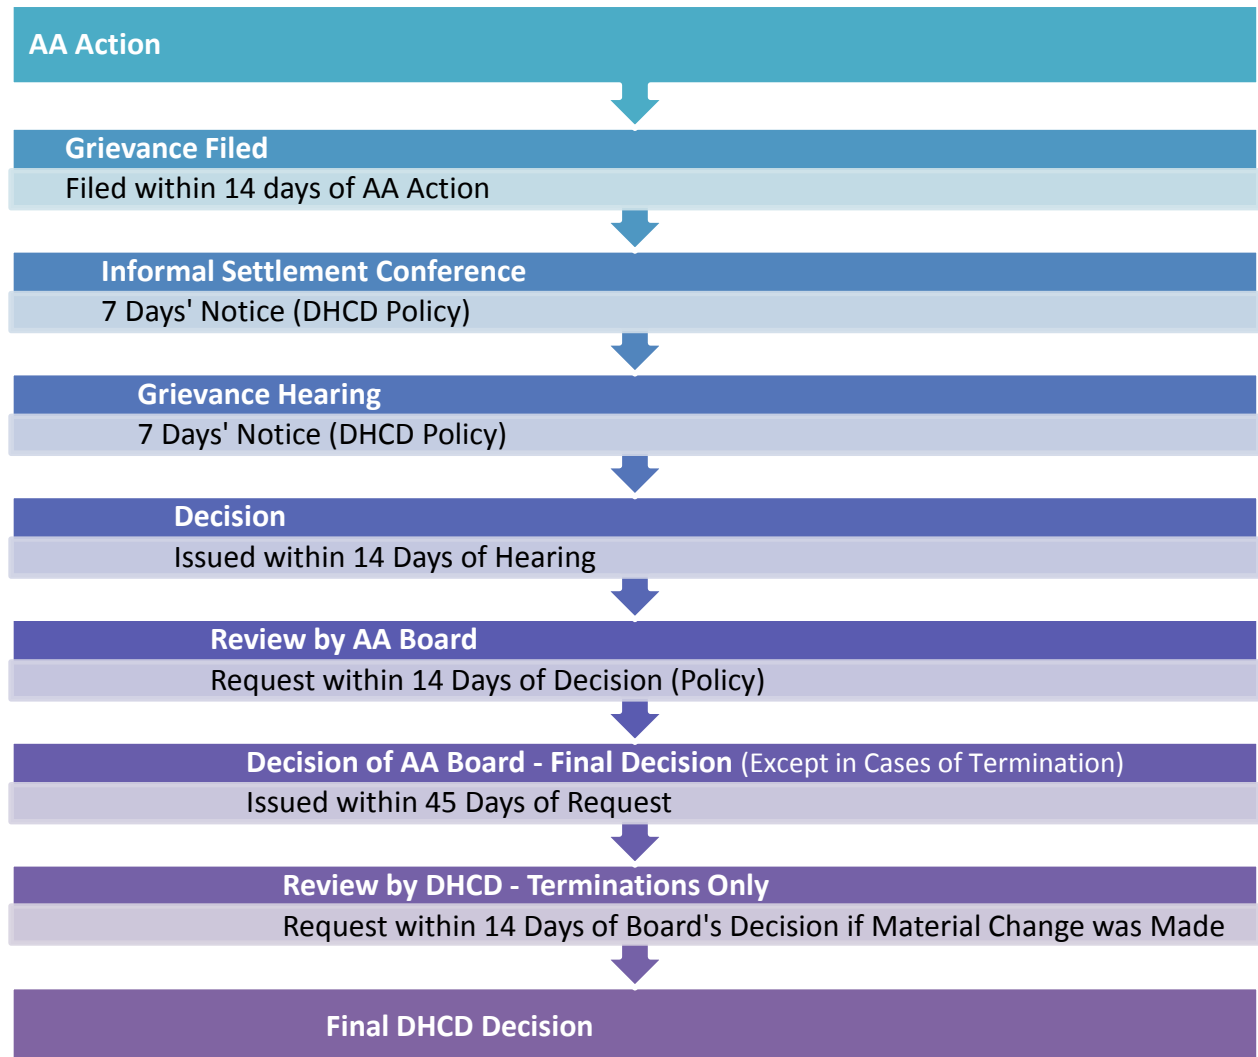 AA Action
Grievance Filed
Filed within 14 days of AA Action
Informal Settlement Conference
7 Days' Notice (DHCD Policy)
Grievance Hearing
7 Days' Notice (DHCD Policy)
Decision
Issued within 14 Days of Hearing
Review by AA Board
Request within 14 Days of Decision (Policy)
Decision of AA Board - Final Decision (Except in Cases of Termination)
Issued within 45 Days of Request
Review by DHCD - Terminations Only
Request within 14 Days of Board's Decision if Material Change was Made
Final DHCD Decision